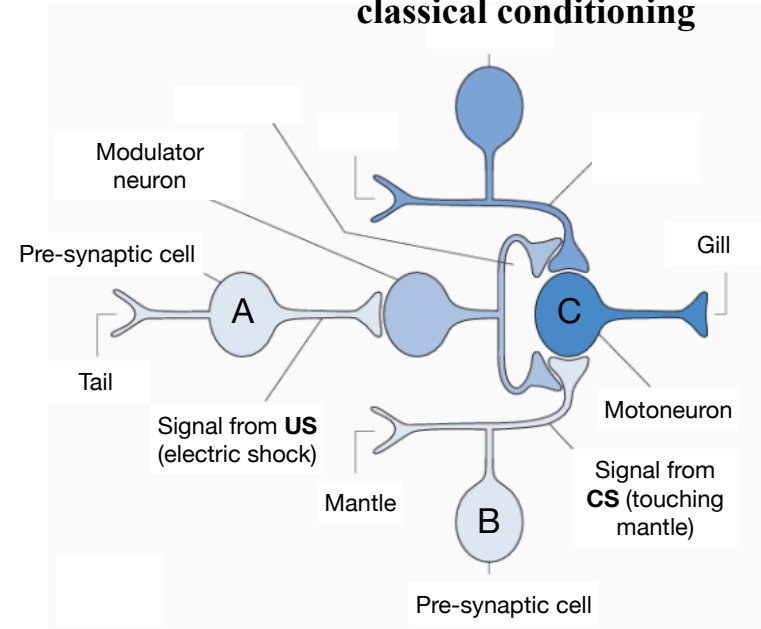 classical conditioning
Modulator
neuron
Pre-synaptic cell
Gill
A
C
Tail
Motoneuron
Signal from US
(electric shock)
Signal from
CS (touching
mantle)
Mantle
B
Pre-synaptic cell